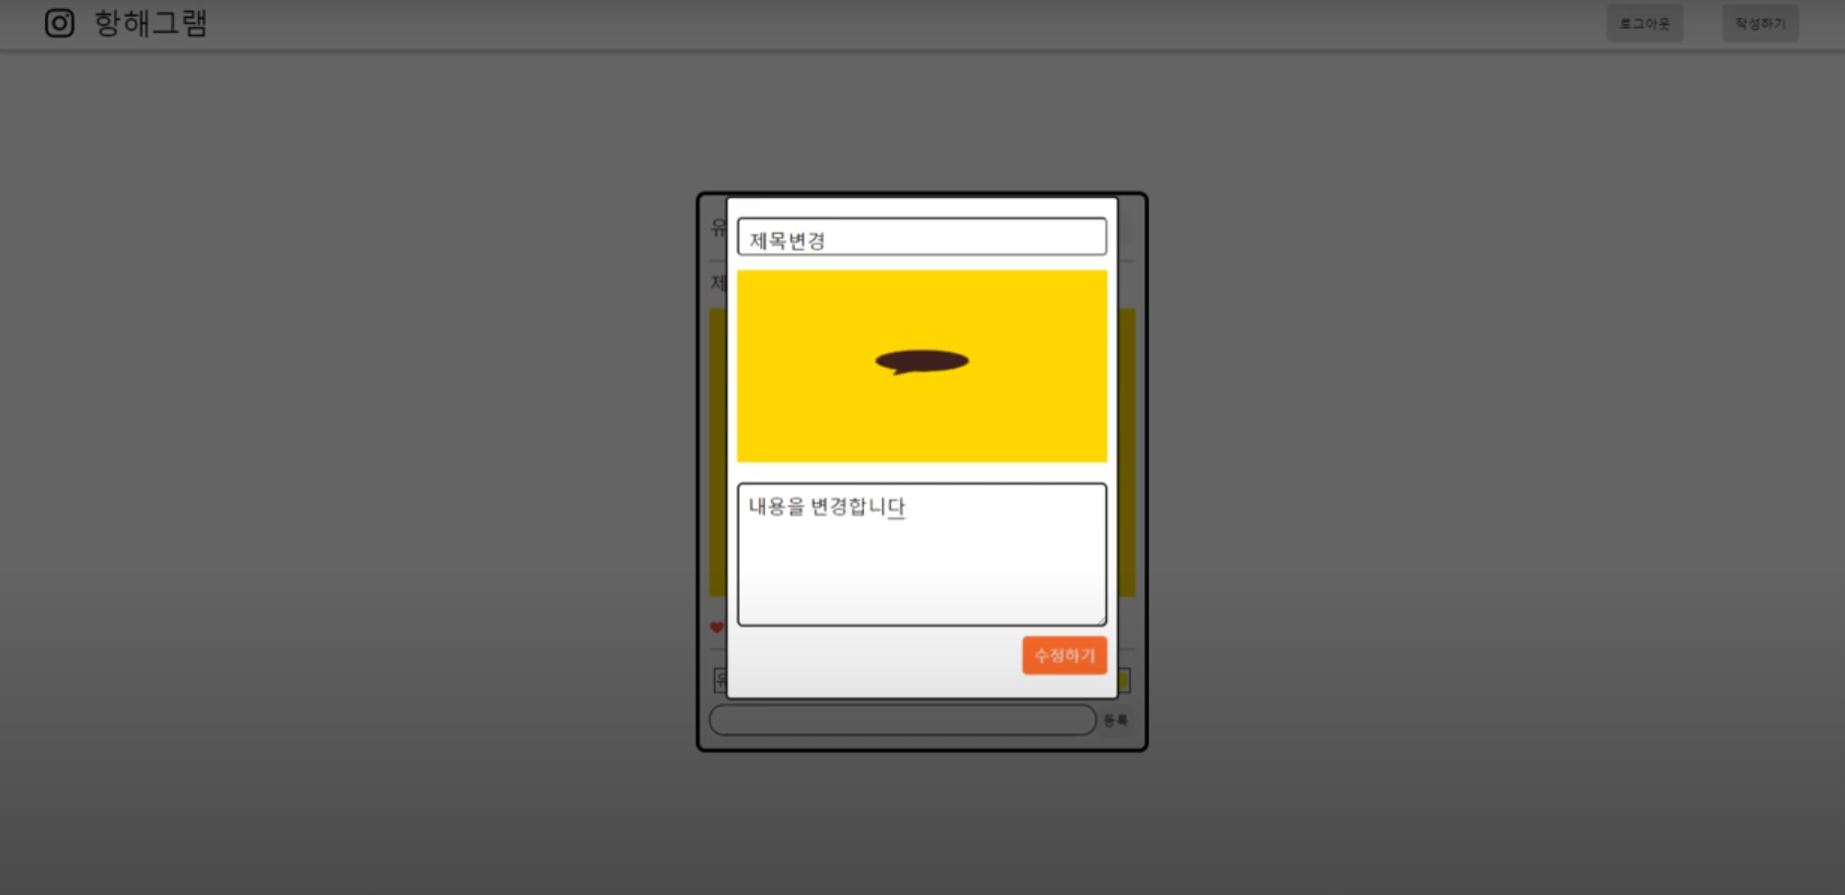 항해그램
로그아웃
작성하기
유
제
제목변경
내용을 변경합니다
수정하기
등록